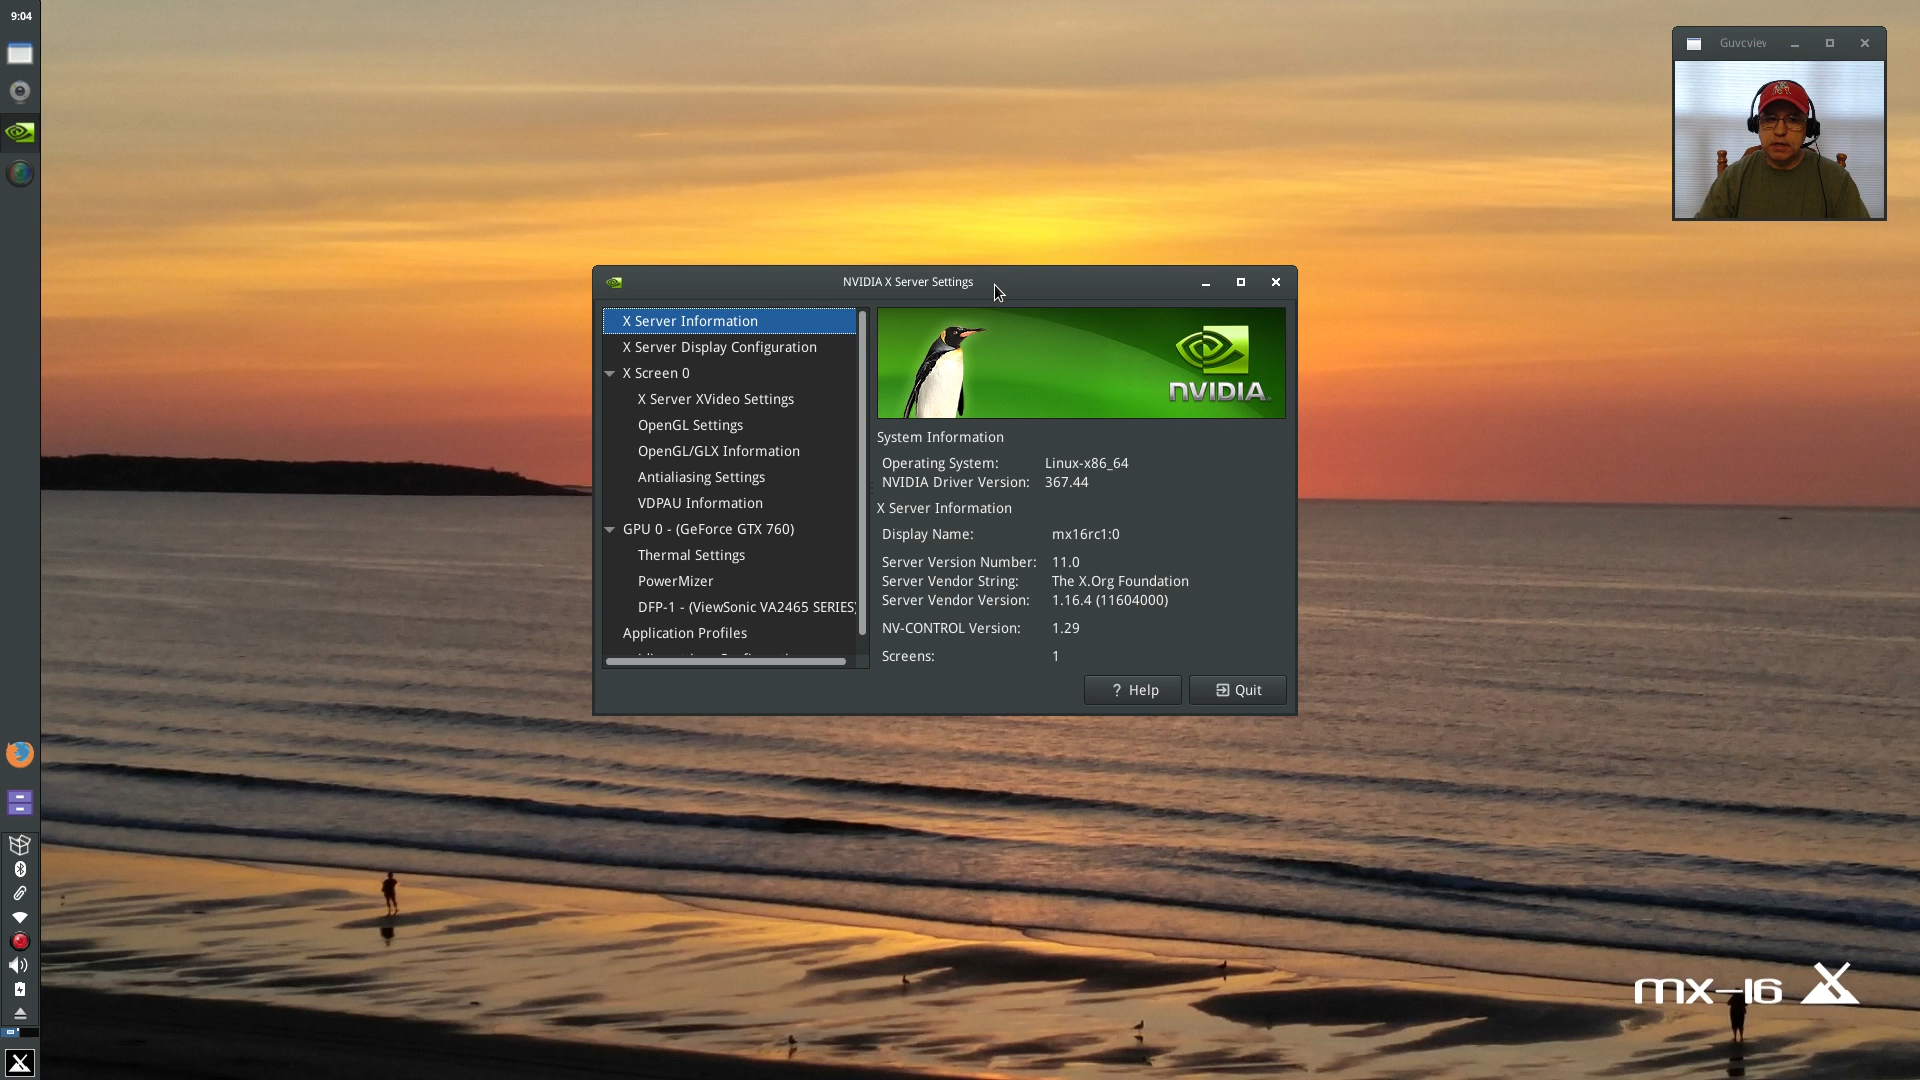 9:04
Guvcview
NVIDIA X Server Settings
X Server Information
X Server Display Configuration
X Screen 0
X Server XVideo Settings
OpenGL Settings
OpenGL/GLX Information
Antialiasing Settings
VDPAU Information
GPU 0 - (GeForce GTX 760)
Thermal Settings
PowerMizer
DFP-1 - (ViewSonic VA2465 SERIES)
Application Profiles
NVIDIA
System Information
Operating System: Linux-x86_64
NVIDIA Driver Version: 367.44
X Server Information
Display Name: mx16rc1:0
Server Version Number: 11.0
Server Vendor String: The X.Org Foundation
Server Vendor Version: 1.16.4 (11604000)
NV-CONTROL Version: 1.29
Screens: 1
? Help
Quit
mx-16